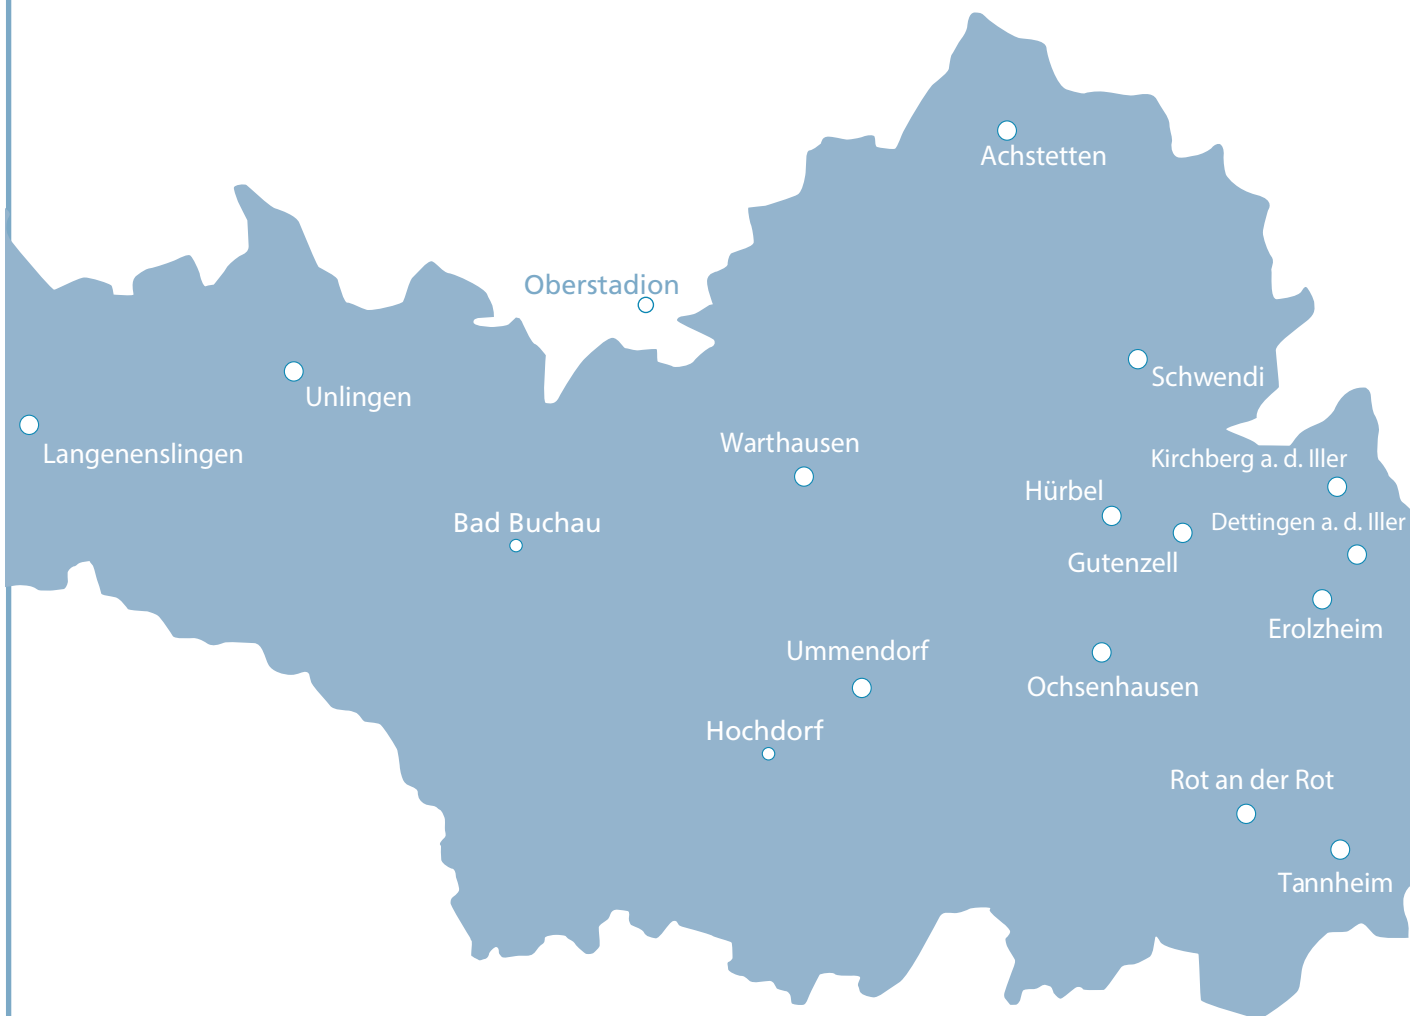 Achstetten
Oberstadion
Schwendi
Unlingen
Warthausen
Langenenslingen
Kirchberg a. d. Iller
Hürbel
Bad Buchau
Dettingen a. d. Iller
Gutenzell
Erolzheim
Ummendorf
Ochsenhausen
Hochdorf
Rot an der Rot
Tannheim